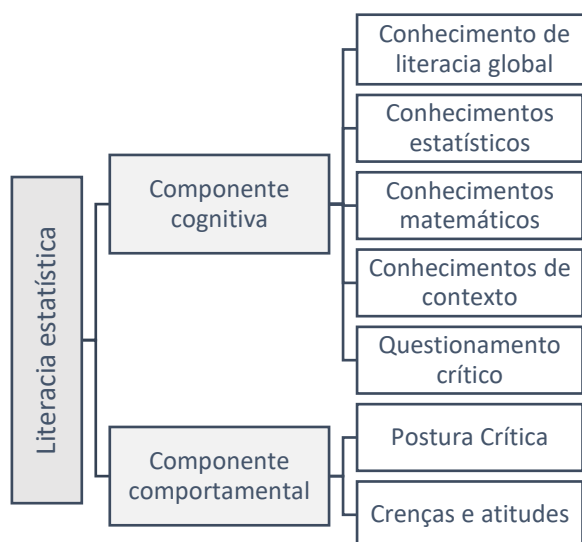 Literacia estatística
Componente
cognitiva
Conhecimento de
literacia global
Conhecimentos
estatísticos
Conhecimentos
matemáticos
Conhecimentos de
contexto
Questionamento
crítico
Componente
comportamental
Postura Crítica
Crenças e atitudes